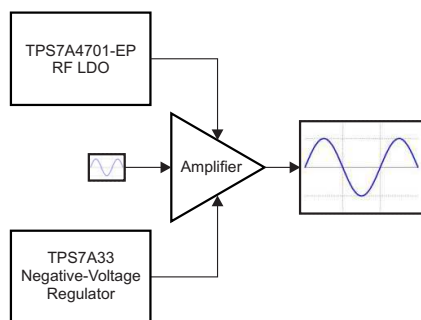 TPS7A4701-EP
RF LDO
Amplifier
TPS7A33
Negative-Voltage
Regulator